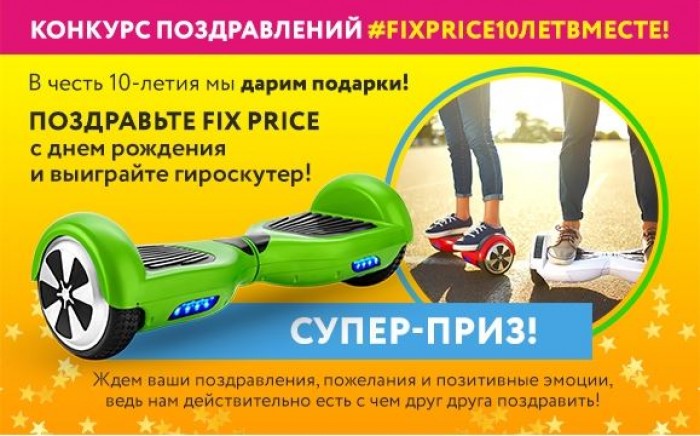 КОНКУРС ПОЗДРАВЛЕНИЙ #FIXPRICE10ЛЕТВМЕСТЕ!
В честь 10-летия мы дарим подарки!
ПОЗДРАВЬТЕ FIX PRICE
с днем рождения
и выиграйте гироскутер!
СУПЕР-ПРИЗ!
Ждем ваши поздравления, пожелания и позитивные эмоции,
ведь нам действительно есть с чем друг друга поздравить!